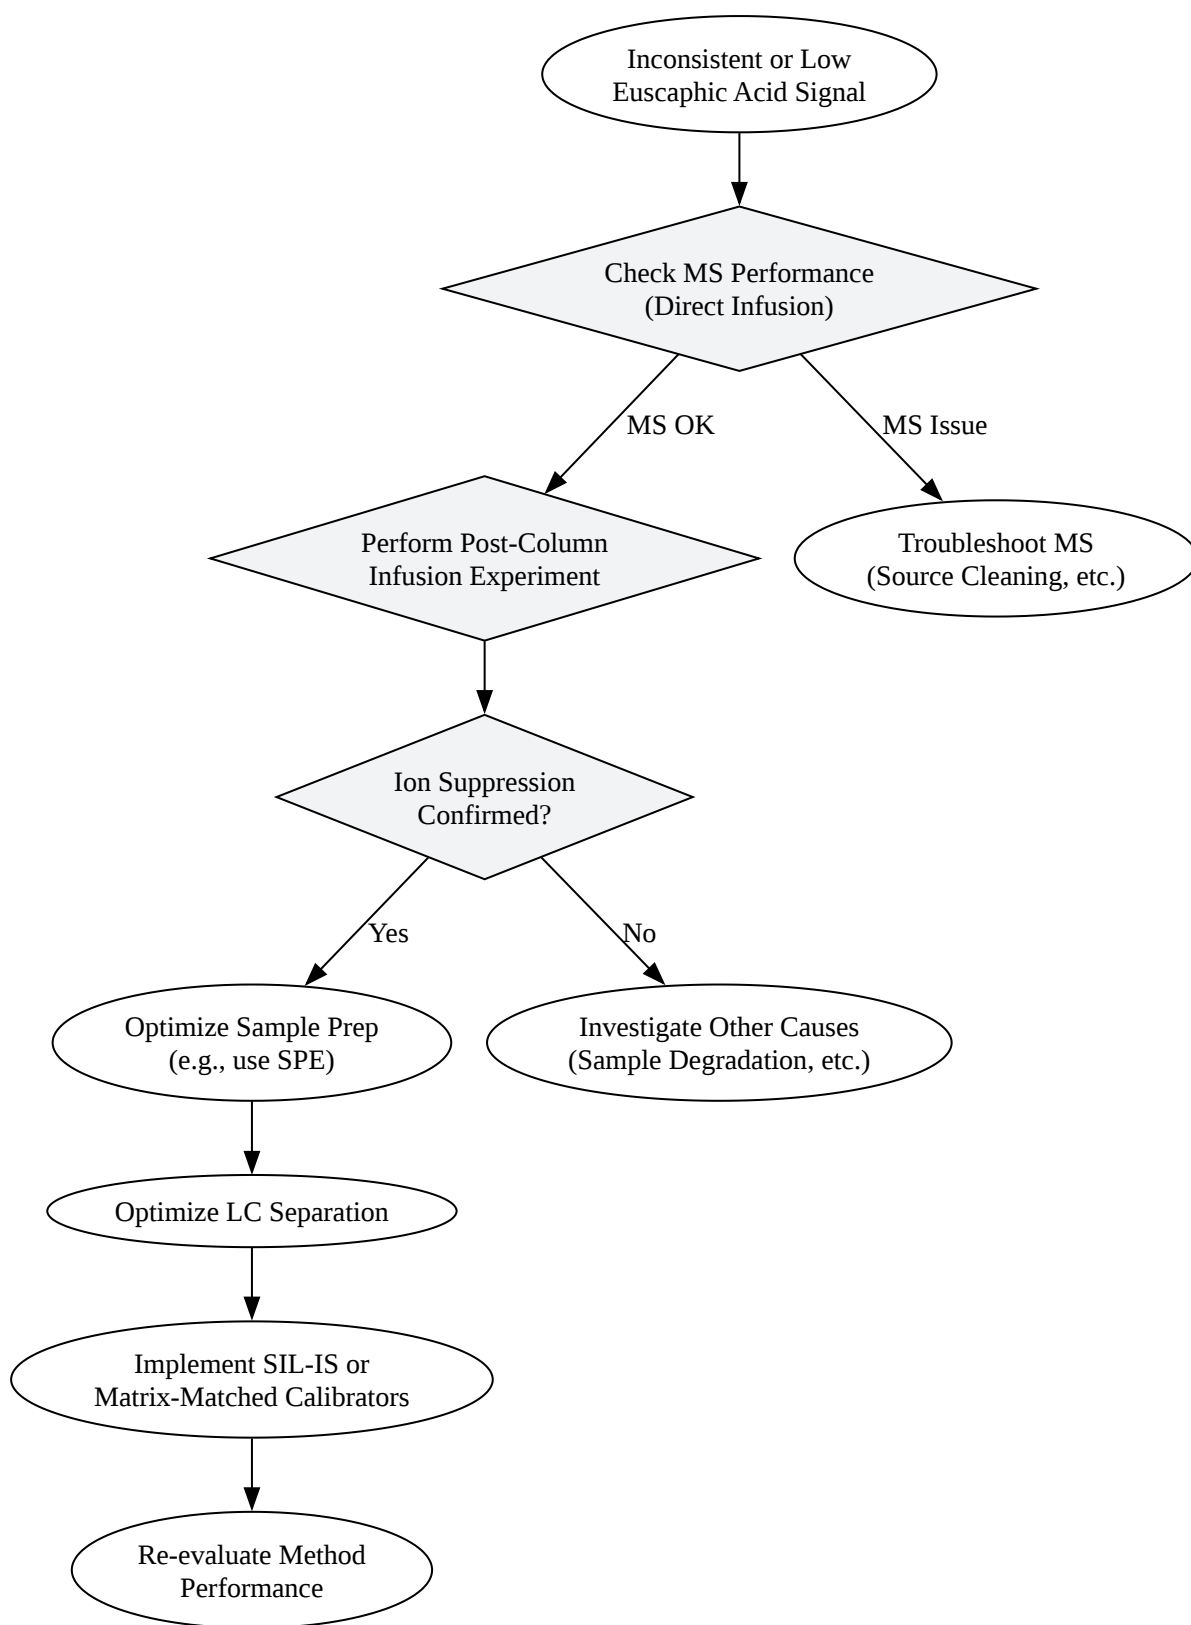 Inconsistent or Low
Euscaphic Acid Signal
Check MS Performance
(Direct Infusion)
MS OK
MS Issue
Perform Post-Column
Infusion Experiment
Troubleshoot MS
(Source Cleaning, etc.)
Ion Suppression
Confirmed?
Yes
No
Optimize Sample Prep
(e.g., use SPE)
Investigate Other Causes
(Sample Degradation, etc.)
Optimize LC Separation
Implement SIL-IS or
Matrix-Matched Calibrators
Re-evaluate Method
Performance